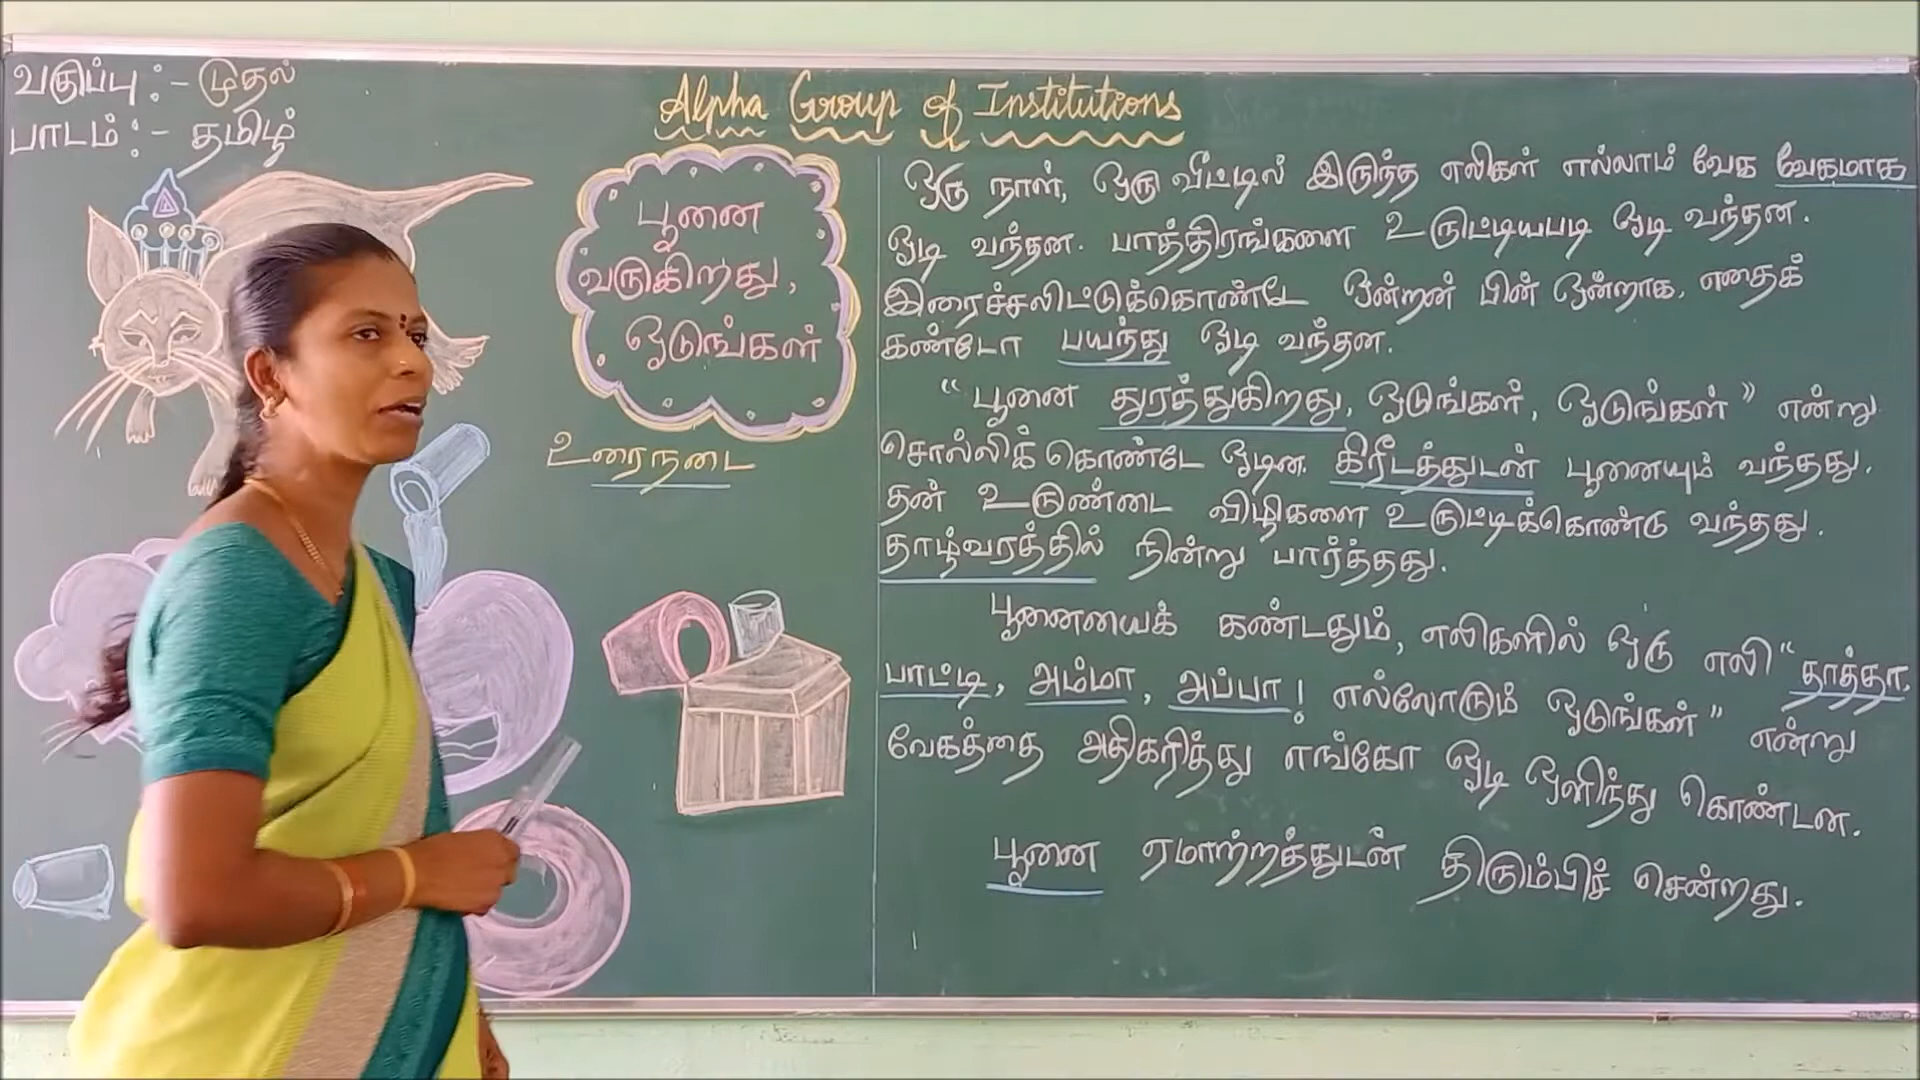 வகுப்பு :- முதல்
பாடம் :- தமிழ்
Alpha Group of Institutions
பூனை
வருகிறது,
ஓடுங்கள்
உரைநடை
ஒரு நாள், ஒரு வீட்டில் இருந்த எலிகள் எல்லாம் வேக வேகமாக
ஓடி வந்தன. பாத்திரங்களை உருட்டியபடி ஓடி வந்தன.
இரைச்சலிட்டுக்கொண்டே ஒன்றன் பின் ஒன்றாக, எதைக்
கண்டோ பயந்து ஓடி வந்தன.
“பூனை துரத்துகிறது, ஓடுங்கள், ஓடுங்கள்” என்று
சொல்லிக் கொண்டே ஓடின. கிரீடத்துடன் பூனையும் வந்தது.
தன் உருண்டை விழிகளை உருட்டிக்கொண்டு வந்தது.
தாழ்வரத்தில் நின்று பார்த்தது.
பூனையைக் கண்டதும், எலிகளில் ஒரு எலி “தாத்தா,
பாட்டி, அம்மா, அப்பா! எல்லோரும் ஓடுங்கள்” என்று
வேகத்தை அதிகரித்து எங்கோ ஓடி ஒளிந்து கொண்டன.
பூனை ஏமாற்றத்துடன் திரும்பிச் சென்றது.